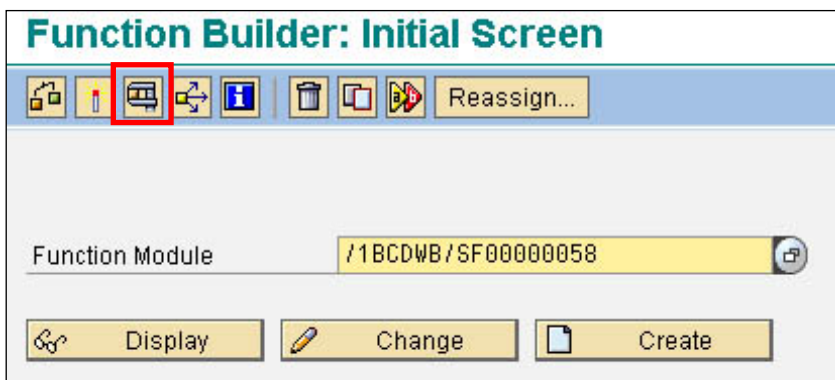 Function Builder: Initial Screen
Reassign...
Function Module /1BCDWB/SF00000058
Display Change Create